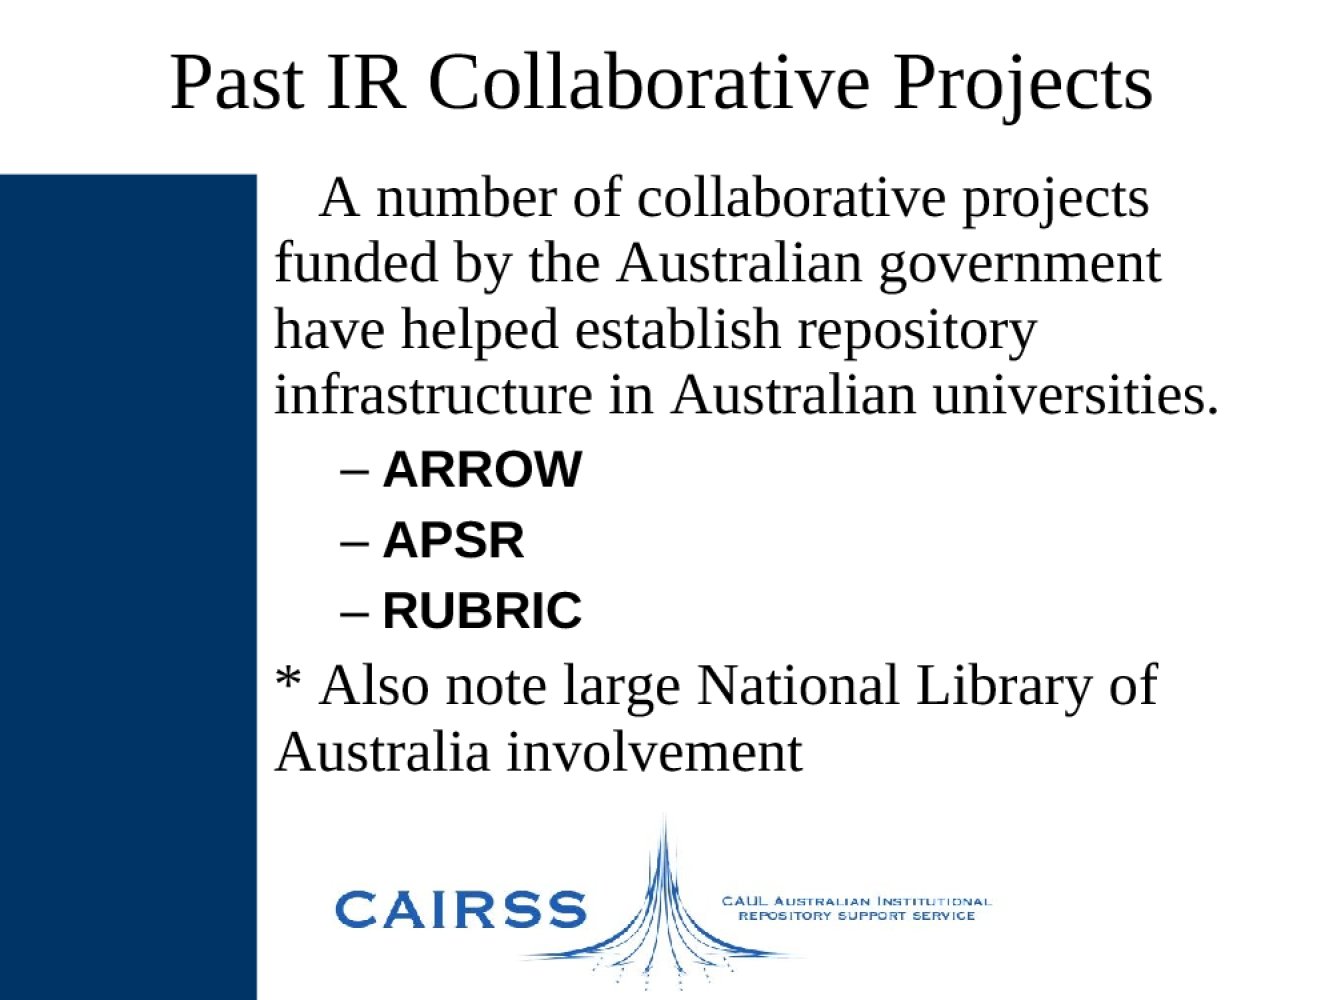 Past IR Collaborative Projects
A number of collaborative projects
funded by the Australian government
have helped establish repository
infrastructure in Australian universities.
– ARROW
– APSR
– RUBRIC
* Also note large National Library of
Australia involvement
CAIRSS
CAUL Australian Institutional
Repository Support Service